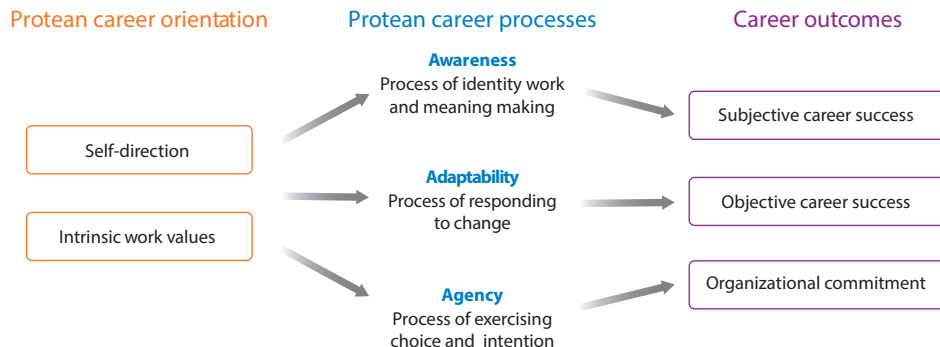 Protean career orientation
Protean career processes
Career outcomes
Self-direction
Intrinsic work values
Awareness
Process of identity work
and meaning making
Adaptability
Process of responding
to change
Agency
Process of exercising
choice and intention
Subjective career success
Objective career success
Organizational commitment